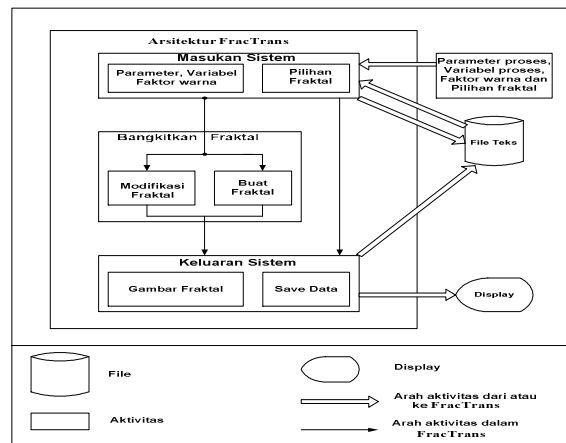 Arsitektur FracTrans
Masukan Sistem
Parameter, Variabel
Faktor warna
Pilihan
Fraktal
Parameter proses,
Variabel proses,
Faktor warna dan
Pilihan fraktal
File Teks
Bangkitkan Fraktal
Modifikasi
Fraktal
Buat
Fraktal
Keluaran Sistem
Gambar Fraktal
Save Data
Display
File
Display
Aktivitas
Arah aktivitas dari atau
ke FracTrans
Arah aktivitas dalam
FracTrans